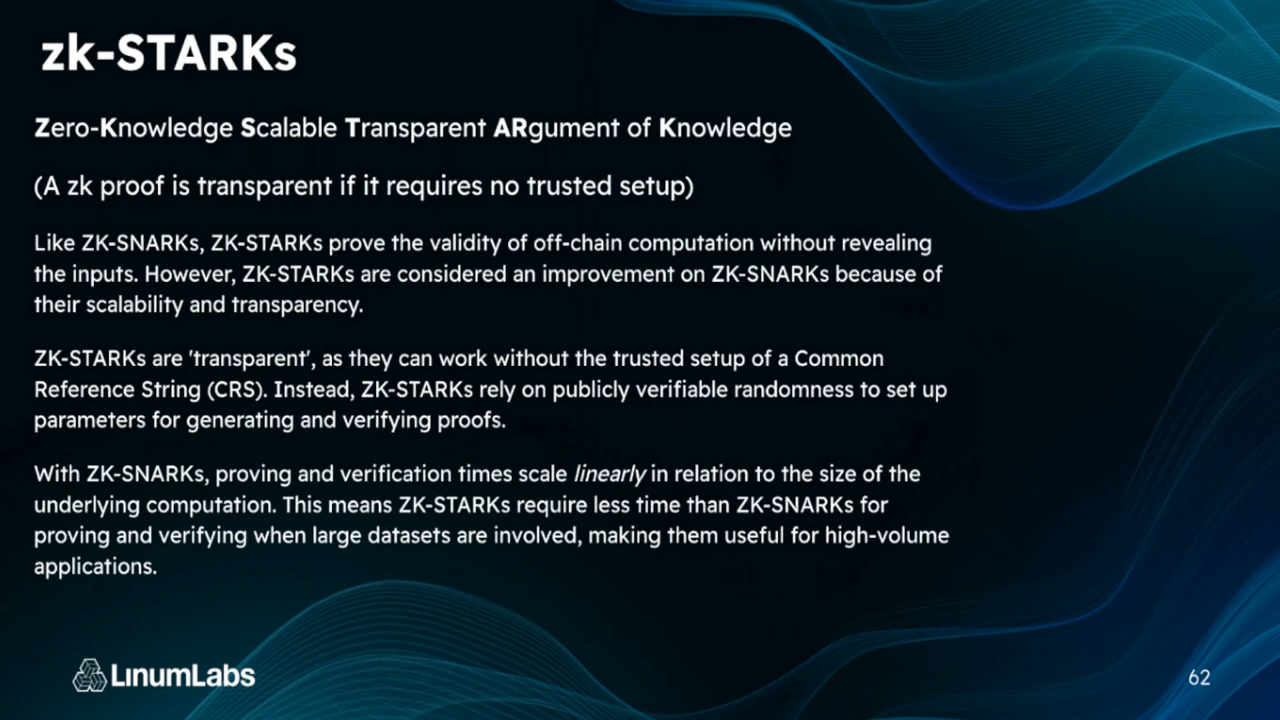 zk-STARKs
Zero-Knowledge Scalable Transparent ARgument of Knowledge
(A zk proof is transparent if it requires no trusted setup)
Like ZK-SNARKs, ZK-STARKs prove the validity of off-chain computation without revealing
the inputs. However, ZK-STARKs are considered an improvement on ZK-SNARKs because of
their scalability and transparency.
ZK-STARKs are 'transparent', as they can work without the trusted setup of a Common
Reference String (CRS). Instead, ZK-STARKs rely on publicly verifiable randomness to set up
parameters for generating and verifying proofs.
With ZK-SNARKs, proving and verification times scale linearly in relation to the size of the
underlying computation. This means ZK-STARKs require less time than ZK-SNARKs for
proving and verifying when large datasets are involved, making them useful for high-volume
applications.
LinumLabs
62